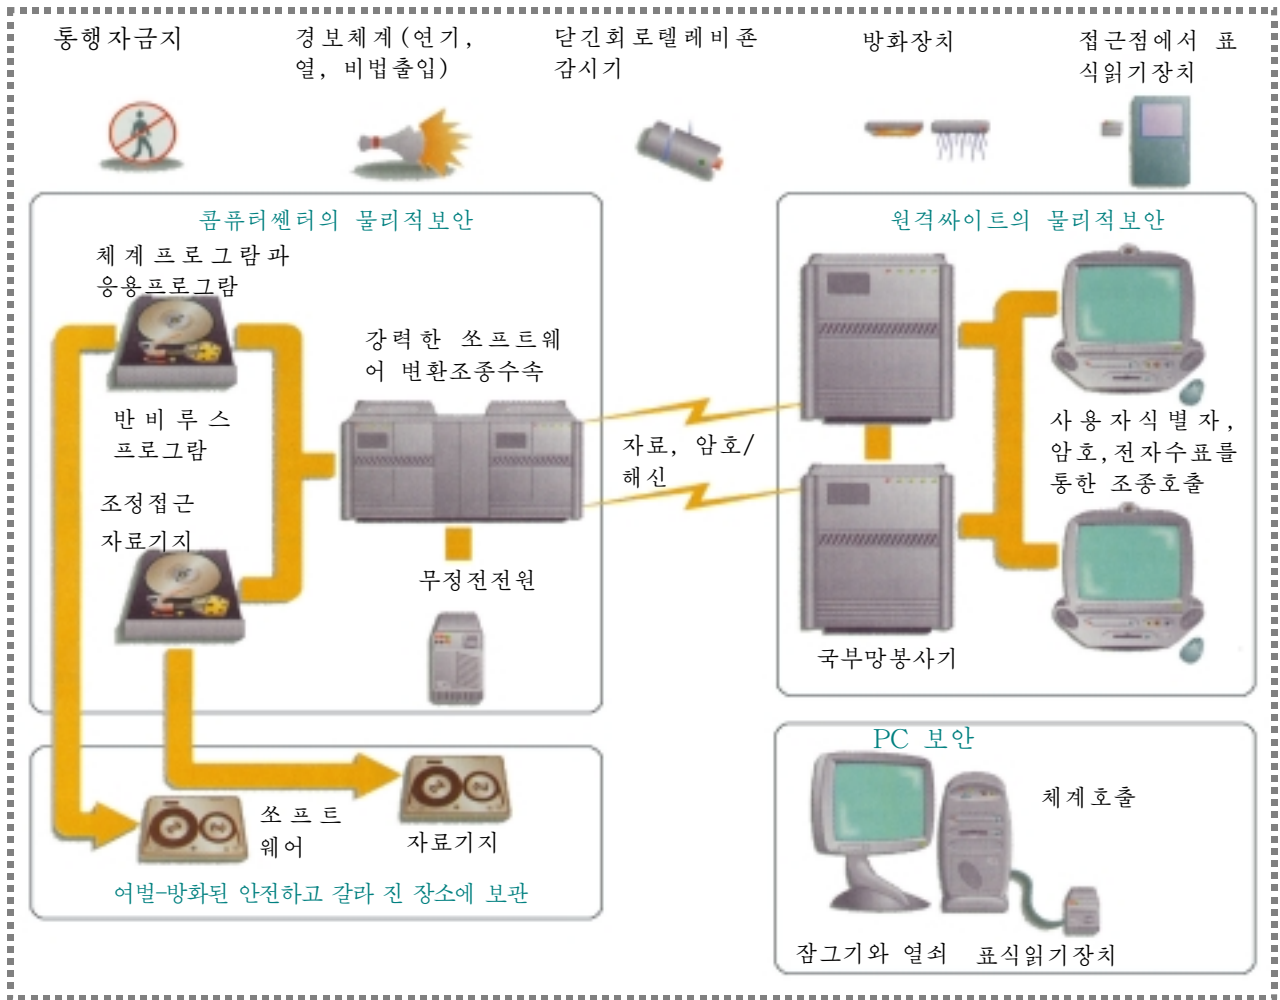 통행자금지
경보체계(연기,
열, 비법출입)
닫긴회로텔레비죤
감시기
방화장치
접근점에서 표
식읽기장치
콤퓨터쎈터의 물리적보안
체계프로그람과
응용프로그람
반비루스
프로그람
조정접근
자료기지
강력한 쏘프트웨
어 변환조종수속
무정전전원
자료, 암호/
해신
원격싸이트의 물리적보안
사용자식별자,
암호,전자수표를
통한 조종호출
국부망봉사기
쏘프트
웨어
자료기지
여벌-방화된 안전하고 갈라 진 장소에 보관
PC 보안
체계호출
잠그기와 열쇠
표식읽기장치